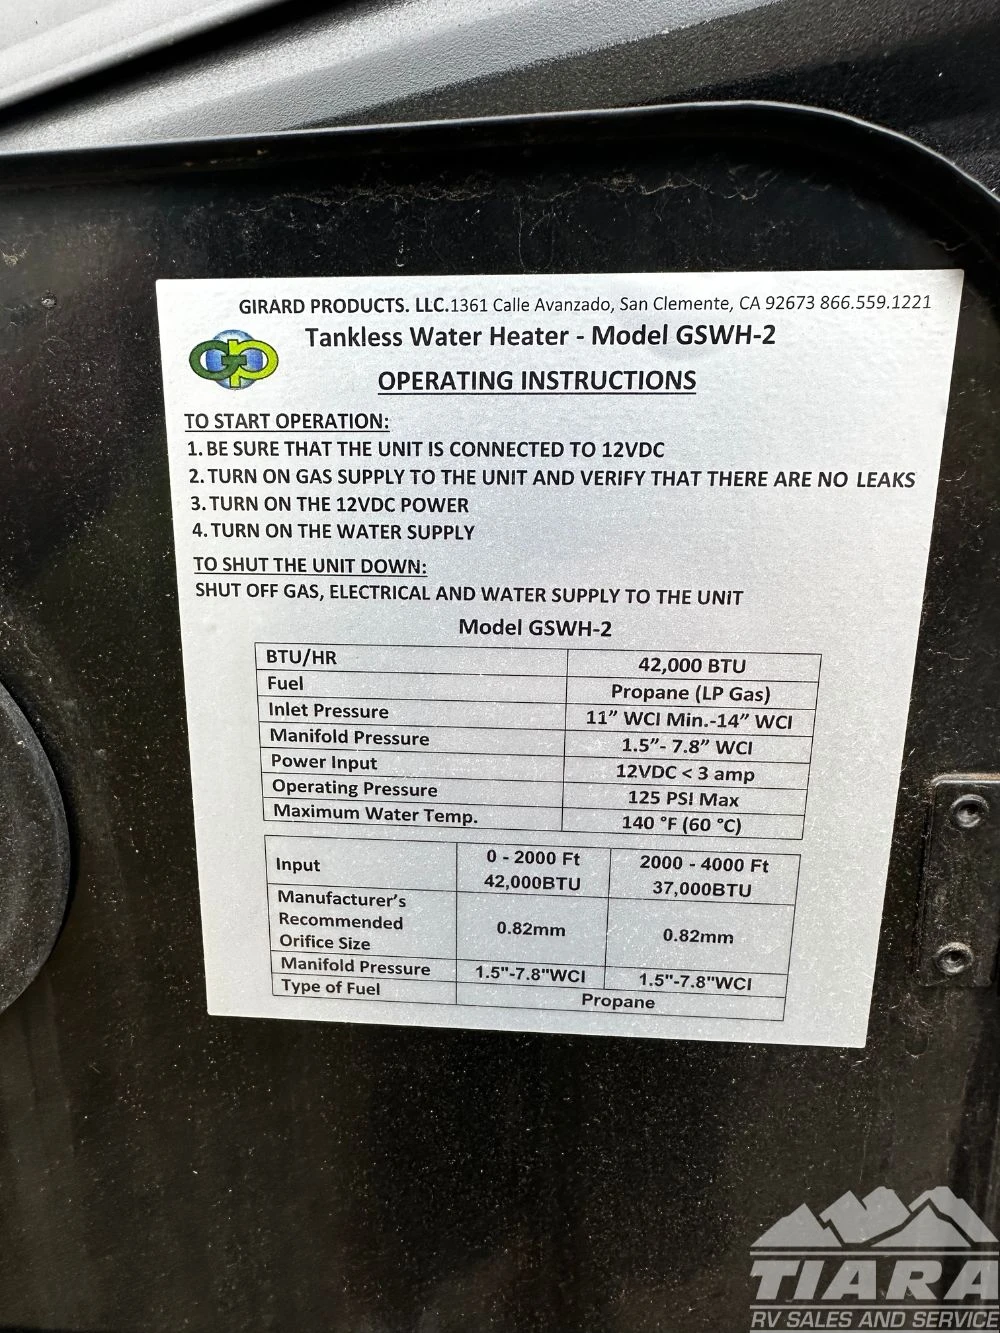 GIRARD PRODUCTS. LLC.1361 Calle Avanzado, San Clemente, CA 92673 866.559.1221
Tankless Water Heater - Model GSWH-2
GP
OPERATING INSTRUCTIONS
TO START OPERATION:
1. BE SURE THAT THE UNIT IS CONNECTED TO 12VDC
2. TURN ON GAS SUPPLY TO THE UNIT AND VERIFY THAT THERE ARE NO LEAKS
3. TURN ON THE 12VDC POWER
4. TURN ON THE WATER SUPPLY
TO SHUT THE UNIT DOWN:
SHUT OFF GAS, ELECTRICAL AND WATER SUPPLY TO THE UNIT
Model GSWH-2
BTU/HR 42,000 BTU
Fuel Propane (LP Gas)
Inlet Pressure 11” WCI Min.-14” WCI
Manifold Pressure 1.5”- 7.8” WCI
Power Input 12VDC < 3 amp
Operating Pressure 125 PSI Max
Maximum Water Temp. 140 °F (60 °C)
Input 0 - 2000 Ft 2000 - 4000 Ft
42,000BTU 37,000BTU
Manufacturer’s
Recommended 0.82mm 0.82mm
Orifice Size
Manifold Pressure 1.5"-7.8"WCI 1.5"-7.8"WCI
Type of Fuel Propane
TIARA
RV SALES AND SERVICE